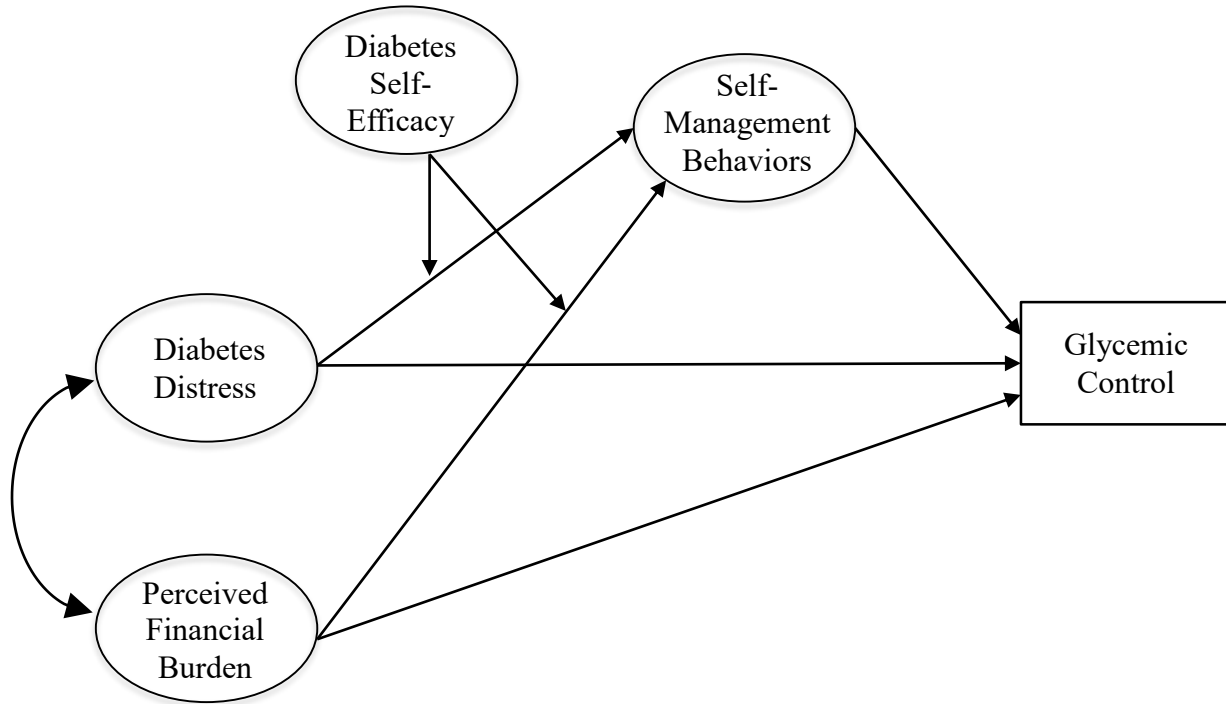 Diabetes
Self-
Efficacy
Self-
Management
Behaviors
Diabetes
Distress
Glycemic
Control
Perceived
Financial
Burden